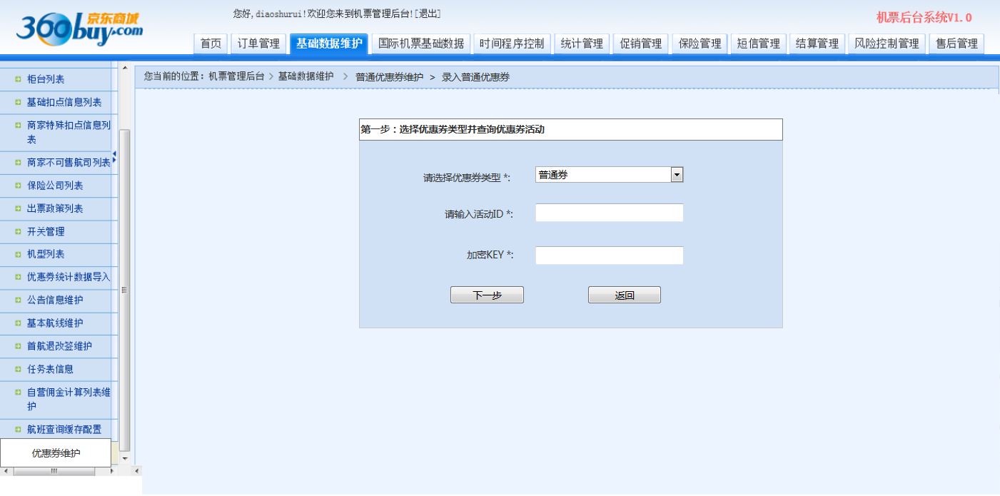 360buy.com 京东商城
您好,diaoshurui!欢迎您来到机票管理后台![退出]
机票后台系统V1.0
首页 订单管理 基础数据维护 国际机票基础数据 时间程序控制 统计管理 促销管理 保险管理 短信管理 结算管理 风险控制管理 售后管理
您当前的位置：机票管理后台 > 基础数据维护 > 普通优惠券维护 > 录入普通优惠券
柜台列表
基础扣点信息列表
商家特殊扣点信息列
表
商家不可售航司列表
保险公司列表
出票政策列表
开关管理
机型列表
优惠券统计数据导入
公告信息维护
基本航线维护
首航退改签维护
任务表信息
自营佣金计算列表维
护
航班查询缓存配置
优惠券维护
第一步：选择优惠券类型并查询优惠券活动
请选择优惠券类型 *: 普通券
请输入活动ID *:
加密KEY *:
下一步 返回